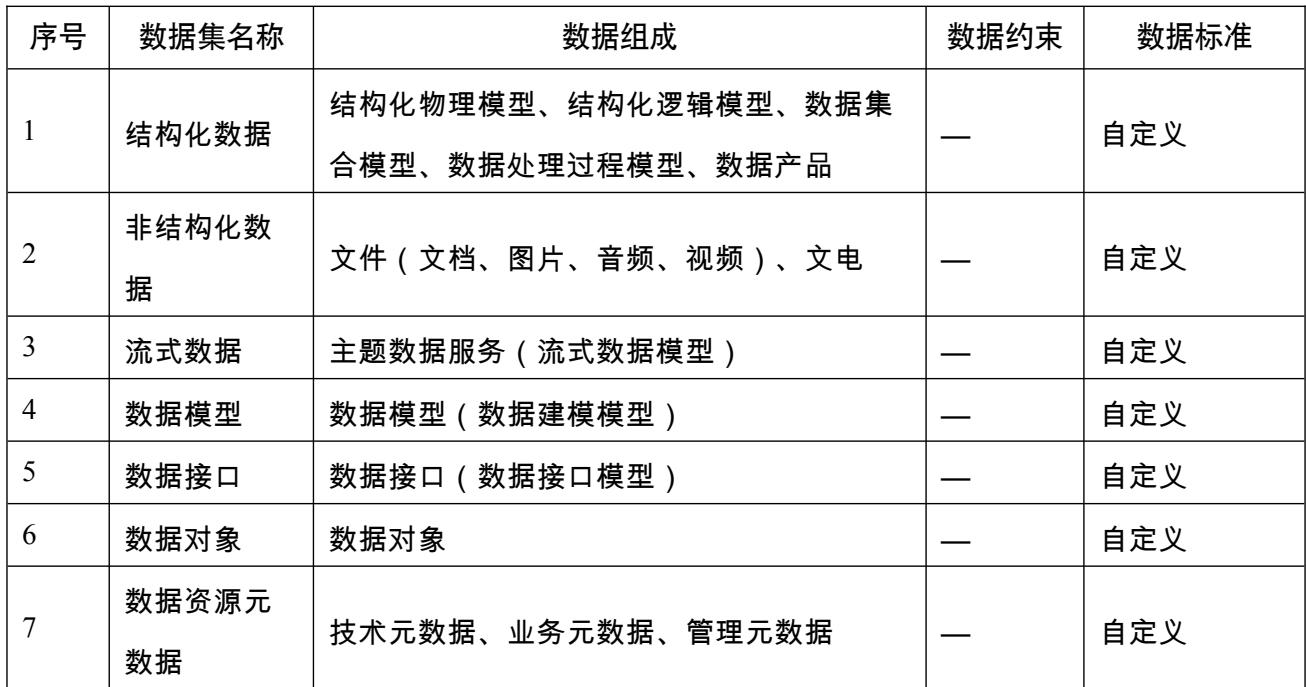 序号 数据集名称 数据组成 数据约束 数据标准
1 结构化数据 结构化物理模型、结构化逻辑模型、数据集
合模型、数据处理过程模型、数据产品 — 自定义
2 非结构化数
据 文件（文档、图片、音频、视频）、文电 — 自定义
3 流式数据 主题数据服务（流式数据模型） — 自定义
4 数据模型 数据模型（数据建模模型） — 自定义
5 数据接口 数据接口（数据接口模型） — 自定义
6 数据对象 数据对象 — 自定义
7 数据资源元
数据 技术元数据、业务元数据、管理元数据 — 自定义